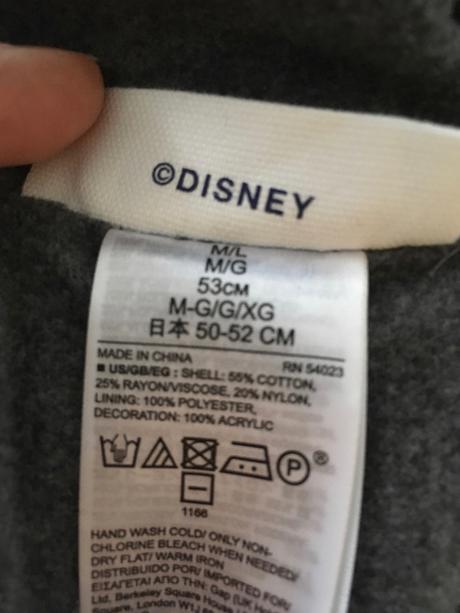 ©DISNEY
M/L
M/G
53CM
M-G/G/XG
日本 50-52 CM
MADE IN CHINA RN 54023
■ US/GB/EG : SHELL: 55% COTTON,
25% RAYON/VISCOSE, 20% NYLON,
LINING: 100% POLYESTER,
DECORATION: 100% ACRYLIC
P ®
1166
HAND WASH COLD/ ONLY NON-
CHLORINE BLEACH WHEN NEEDED/
DRY FLAT/ WARM IRON
DISTRIBUIDO POR/ IMPORTED FOR/
ΕΙΣΑΓΕΤΑΙ ΑΠΟ ΤΗΝ: Gap (UK
Ltd, Berkeley Square House
Square, London W1J